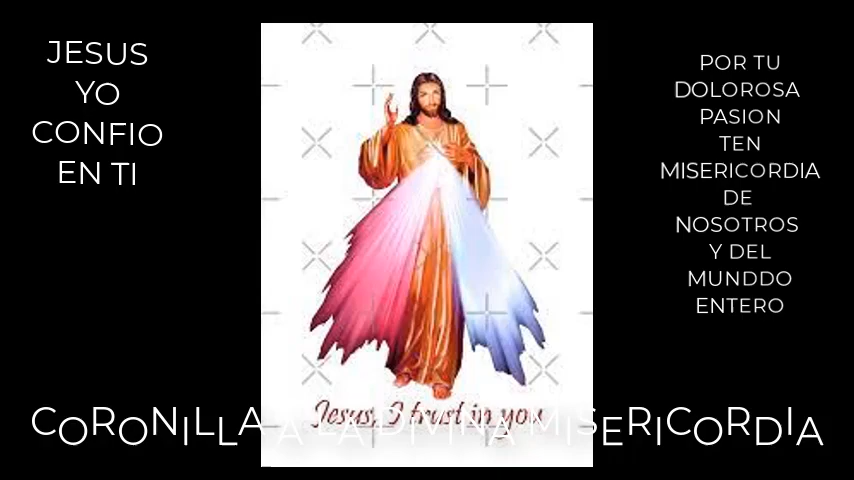 JESUS
YO
CONFIO
EN TI
POR TU
DOLOROSA
PASION
TEN
MISERICORDIA
DE
NOSOTROS
Y DEL
MUNDDO
ENTERO
Jesus, I trust in you
CORONILLA A LA DIVINA MISERICORDIA